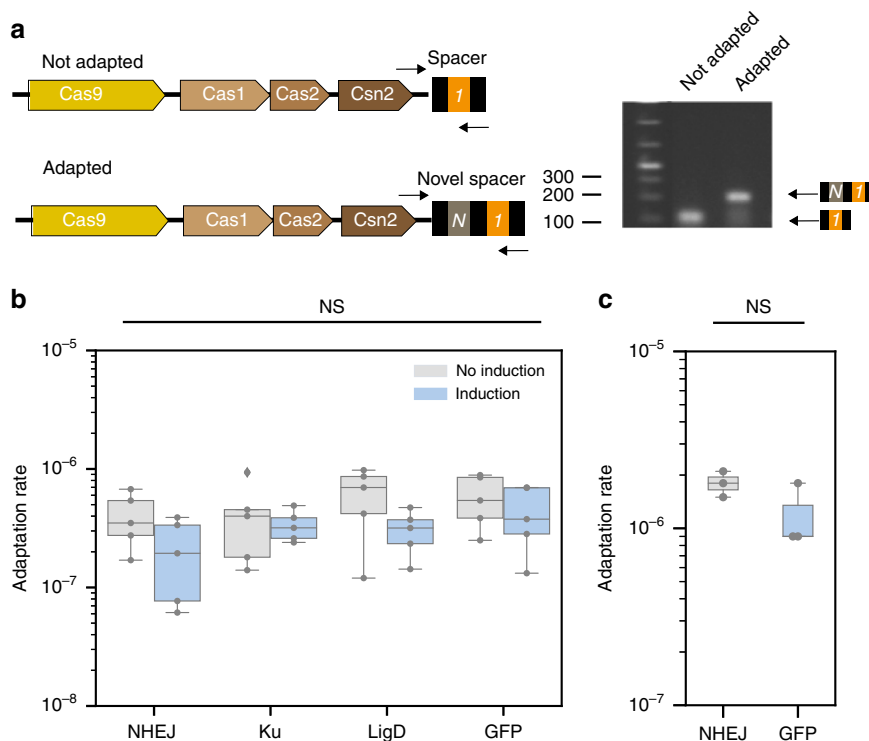 a
Not adapted
Cas9 Cas1 Cas2 Csn2
Spacer
1
Adapted
Cas9 Cas1 Cas2 Csn2
Novel spacer
N 1
Not adapted
Adapted
300
200
100
N 1
1
b
NS
Adaptation rate
10⁻⁵
10⁻⁶
10⁻⁷
10⁻⁸
No induction
Induction
NHEJ Ku LigD GFP
c
NS
Adaptation rate
10⁻⁵
10⁻⁶
10⁻⁷
NHEJ GFP